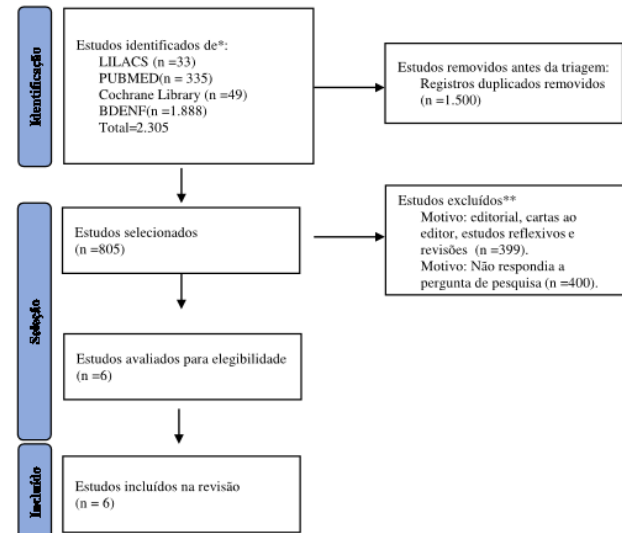 Identificação
Estudos identificados de*:
LILACS (n =33)
PUBMED(n = 335)
Cochrane Library (n =49)
BDENF(n =1.888)
Total=2.305
Estudos removidos antes da triagem:
Registros duplicados removidos
(n =1.500)
Seleção
Estudos selecionados
(n =805)
Estudos excluídos**
Motivo: editorial, cartas ao
editor, estudos reflexivos e
revisões (n =399).
Motivo: Não respondia a
pergunta de pesquisa (n =400).
Estudos avaliados para elegibilidade
(n =6)
Incluído
Estudos incluídos na revisão
(n = 6)